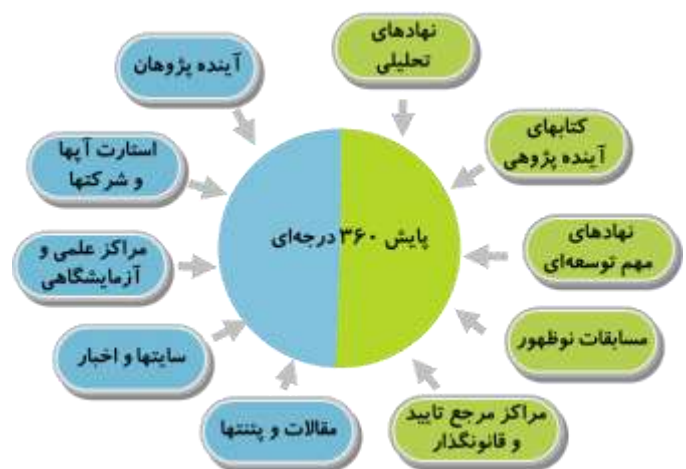 نهادهای
تحلیلی
کتابهای
آینده پژوهی
نهادهای
مهم توسعه‌ای
مسابقات نوظهور
مراکز مرجع تایید
و قانونگذار
مقالات و پتنتها
سایتها و اخبار
مراکز علمی و
آزمایشگاهی
استارت آپها
و شرکتها
آینده پژوهان
پایش ۳۶۰ درجه‌ای